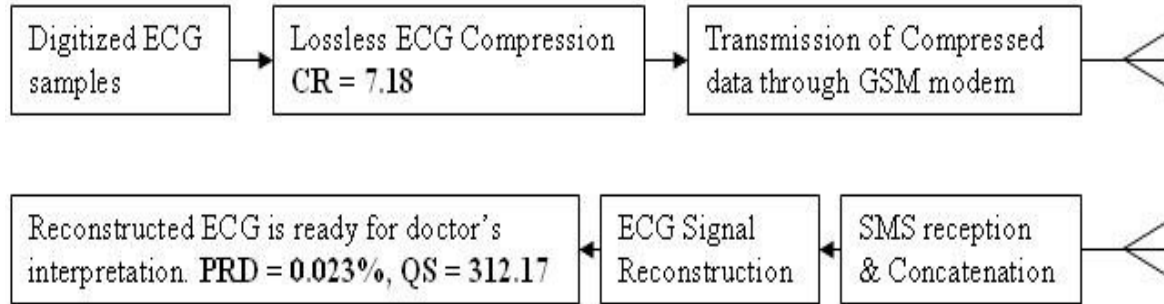 Digitized ECG
samples
Lossless ECG Compression
CR = 7.18
Transmission of Compressed
data through GSM modem
Reconstructed ECG is ready for doctor's
interpretation. PRD = 0.023%, QS = 312.17
ECG Signal
Reconstruction
SMS reception
& Concatenation